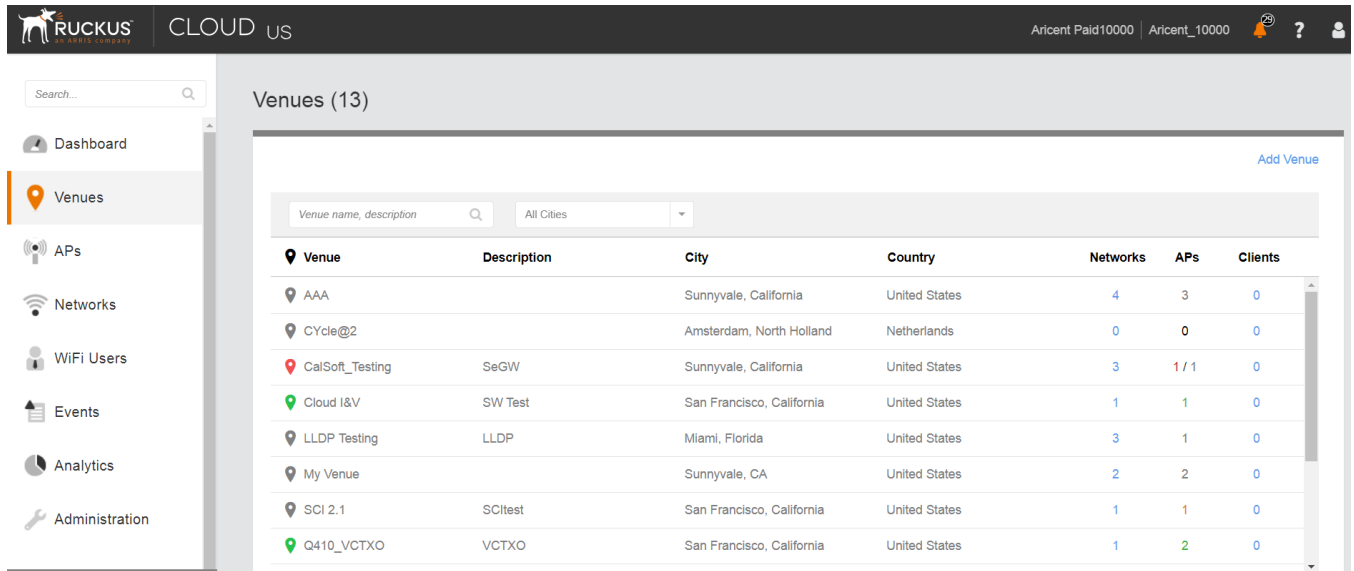 RUCKUS™ CLOUD US Aricent Paid10000 Aricent_10000 29 ?
an ARRIS company
Search...
Dashboard
Venues
APs
Networks
WiFi Users
Events
Analytics
Administration
Venues (13)
Add Venue
Venue name, description All Cities
Venue Description City Country Networks APs Clients
AAA Sunnyvale, California United States 4 3 0
CYcle@2 Amsterdam, North Holland Netherlands 0 0 0
CalSoft_Testing SeGW Sunnyvale, California United States 3 1 / 1 0
Cloud I&V SW Test San Francisco, California United States 1 1 0
LLDP Testing LLDP Miami, Florida United States 3 1 0
My Venue Sunnyvale, CA United States 2 2 0
SCI 2.1 SCItest San Francisco, California United States 1 1 0
Q410_VCTXO VCTXO San Francisco, California United States 1 2 0